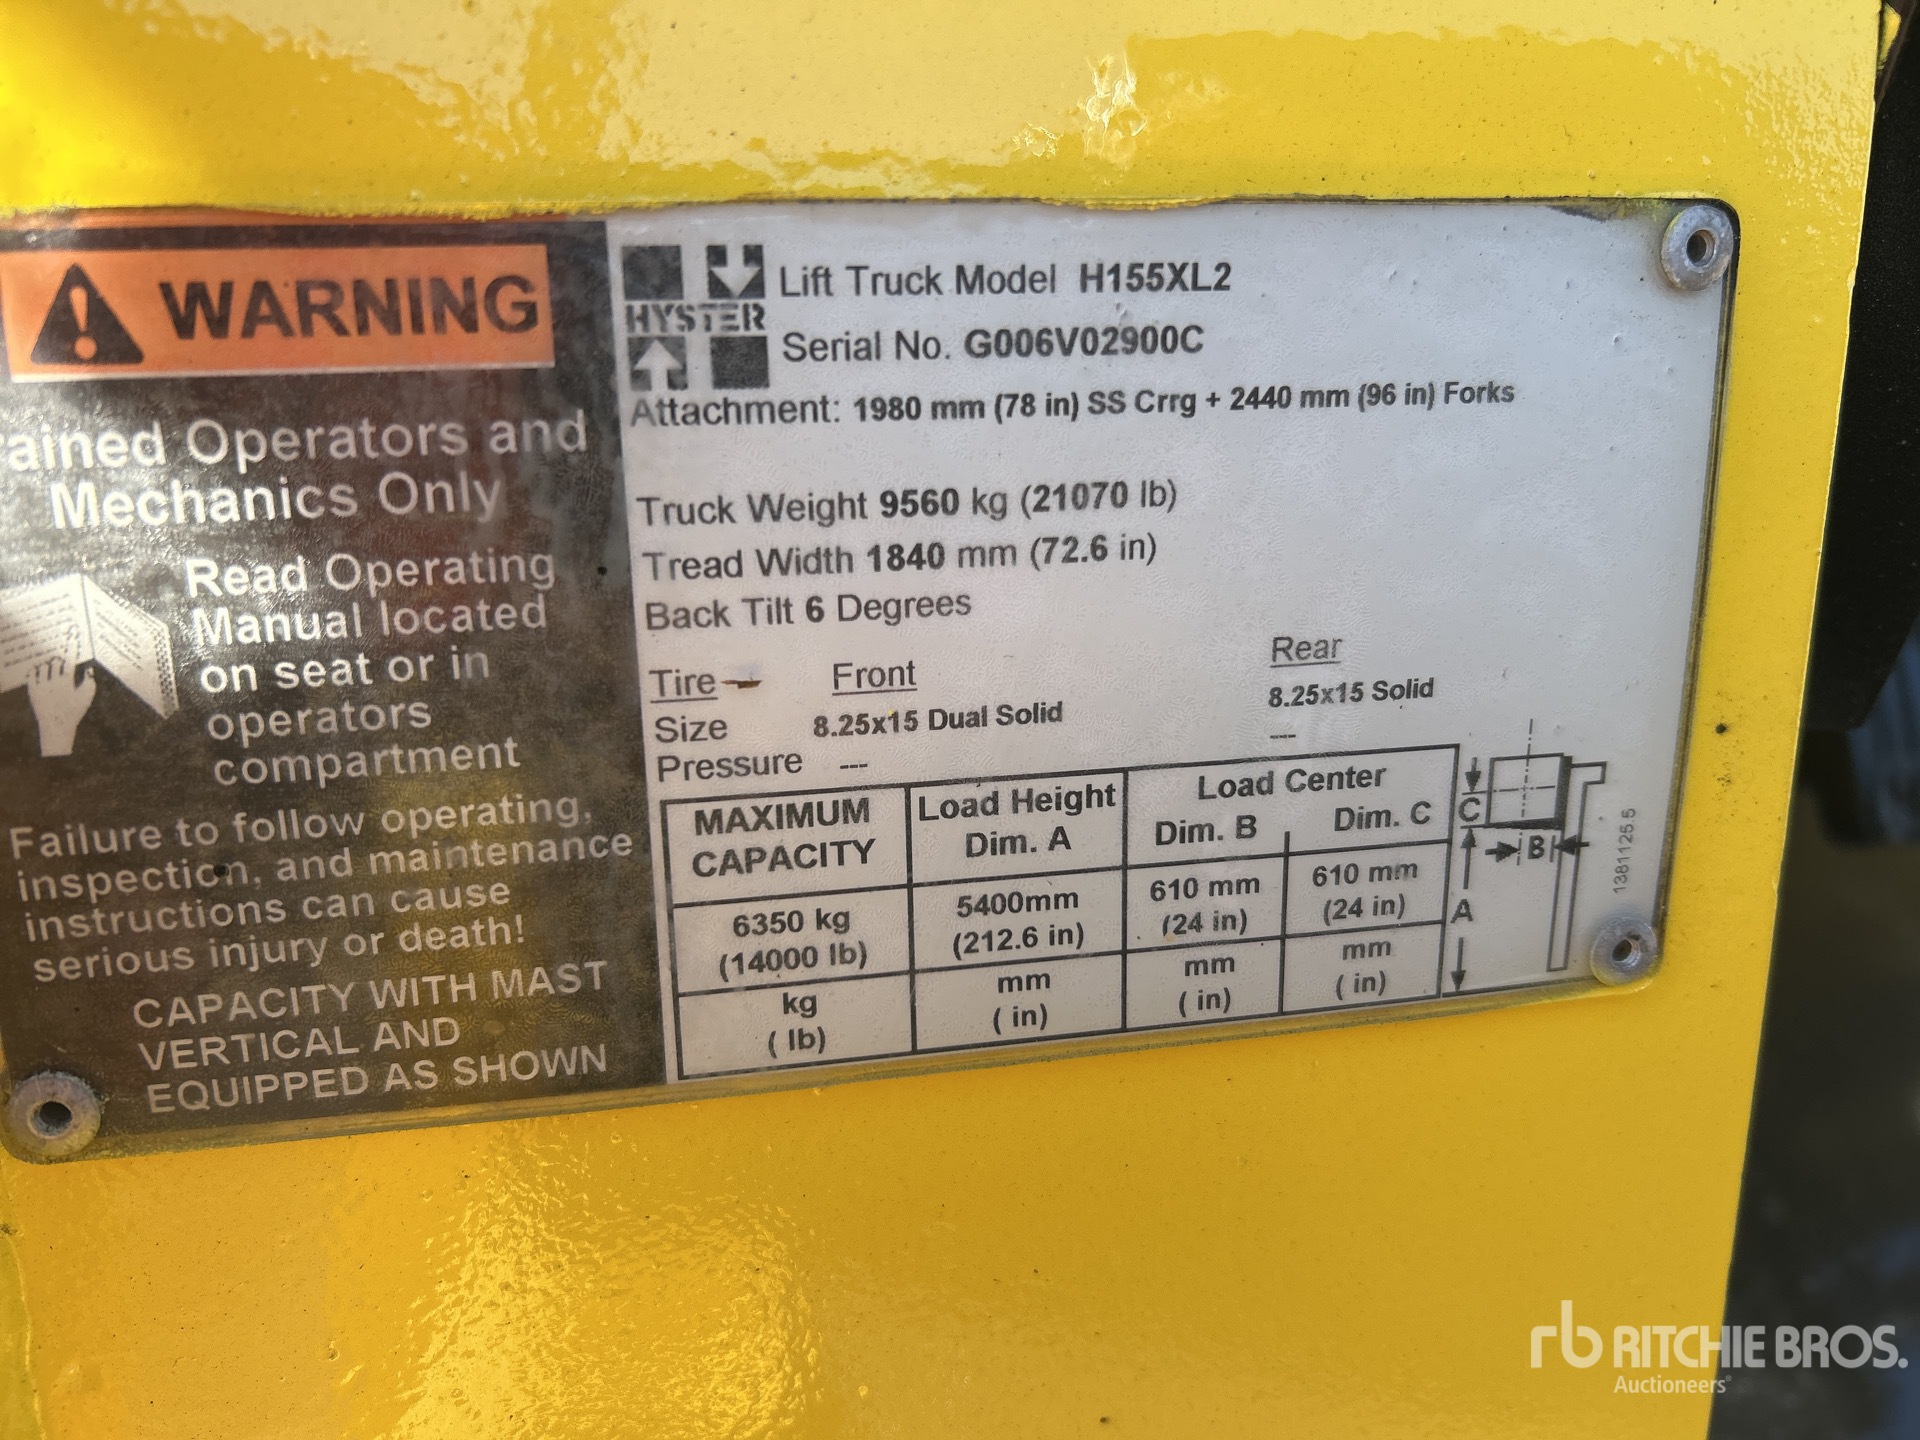 WARNING
ained Operators and
Mechanics Only
Read Operating
Manual located
on seat or in
operators
compartment
Failure to follow operating,
inspection, and maintenance
instructions can cause
serious injury or death!
CAPACITY WITH MAST
VERTICAL AND
EQUIPPED AS SHOWN
HYSTER
Lift Truck Model H155XL2
Serial No. G006V02900C
Attachment: 1980 mm (78 in) SS Crrg + 2440 mm (96 in) Forks
Truck Weight 9560 kg (21070 lb)
Tread Width 1840 mm (72.6 in)
Back Tilt 6 Degrees
Tire Front Rear
Size 8.25x15 Dual Solid 8.25x15 Solid
Pressure --- ---
MAXIMUM CAPACITY Load Height Dim. A Load Center Dim. B Dim. C
6350 kg 5400mm 610 mm 610 mm
(14000 lb) (212.6 in) (24 in) (24 in)
kg mm mm mm
( lb) ( in) ( in) ( in)
C
B
A
13811255
rb RITCHIE BROS.
Auctioneers